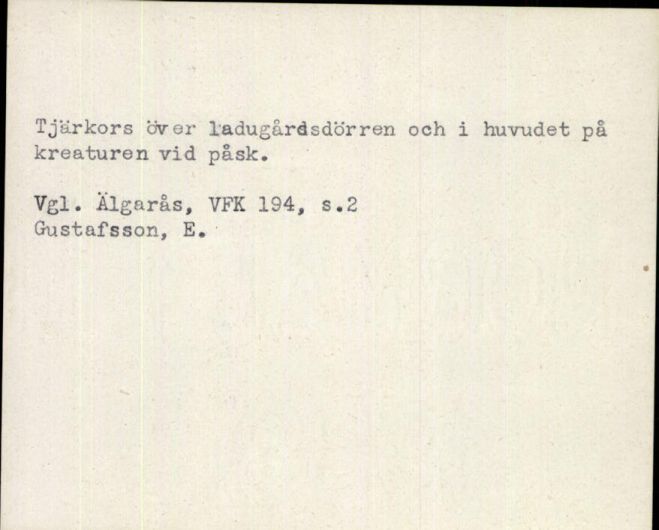 Tjärkors över ladugårdsdörren och i huvudet på
kreaturen vid påsk.
Vgl. Älgarås, VFK 194, s.2
Gustafsson, E.